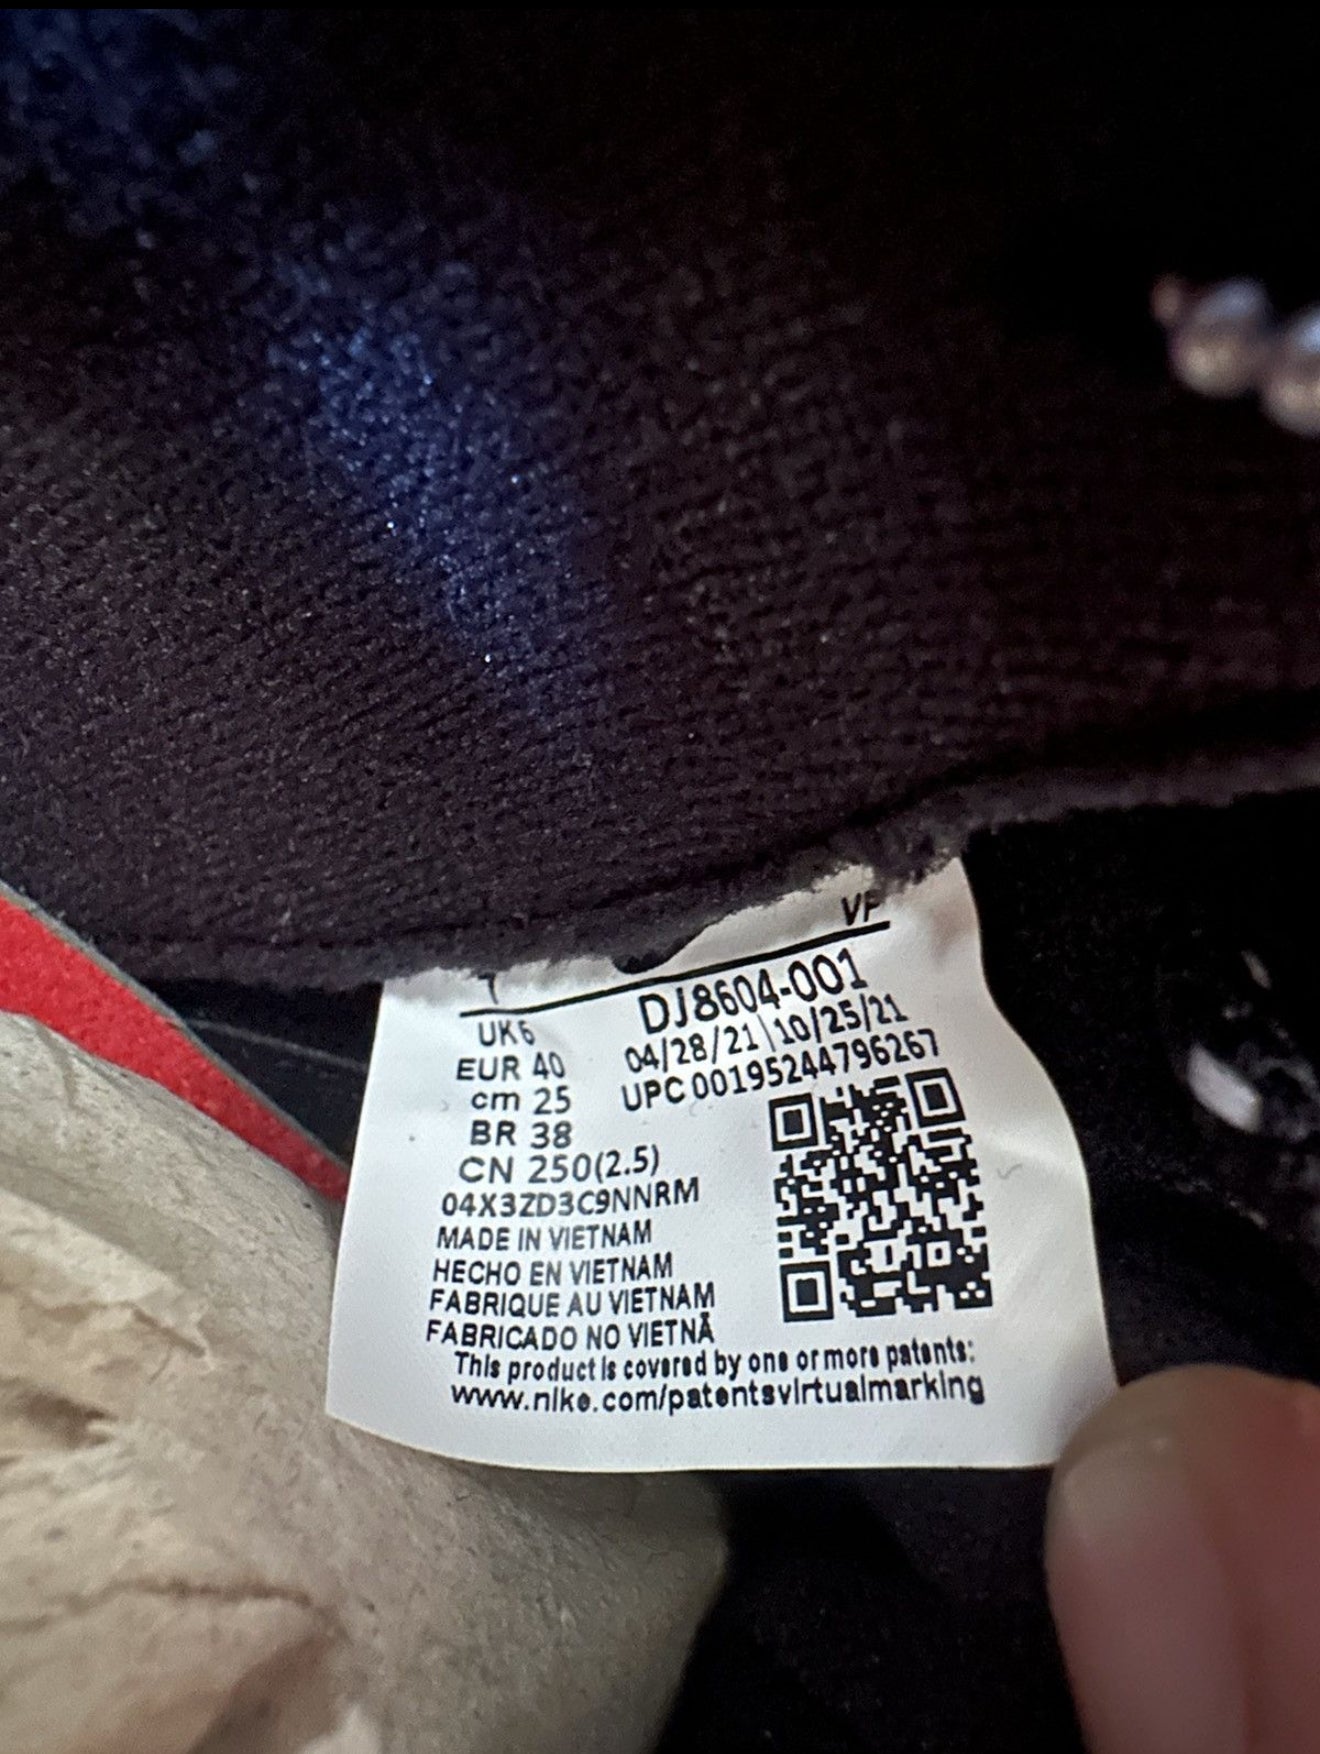 VF
7
DJ8604-001
UK6
04/28/21\10/25/21
EUR 40
UPC 00195244796267
cm 25
BR 38
CN 250(2.5)
04X3ZD3C9NNRM
MADE IN VIETNAM
HECHO EN VIETNAM
FABRIQUE AU VIETNAM
FABRICADO NO VIETNÃ
This product is covered by one or more patents:
www.nike.com/patentsvirtualmarking